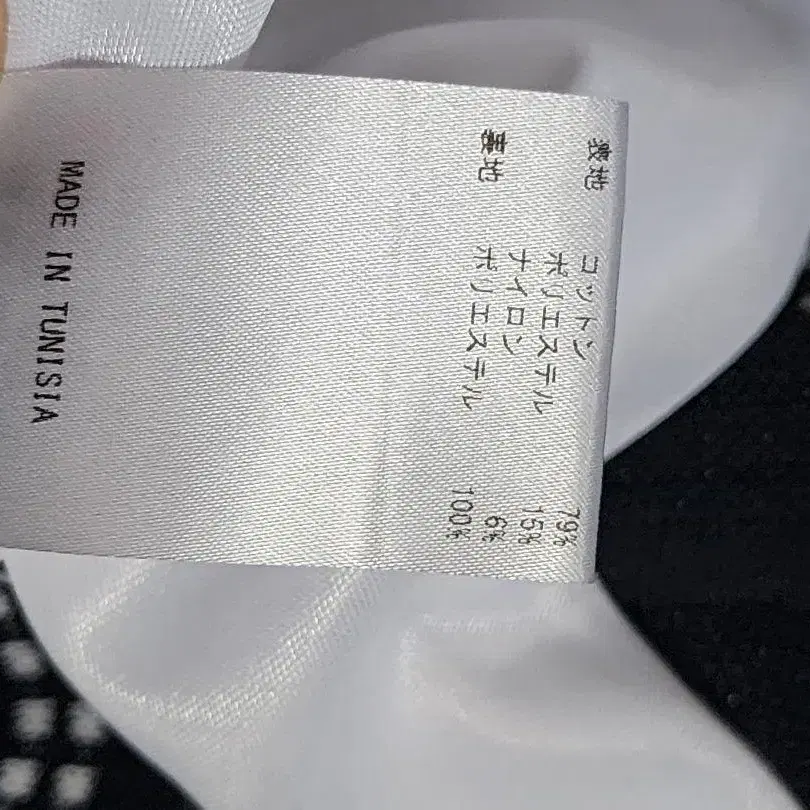 表地 コットン 79%
ポリエステル 15%
ナイロン 6%
裏地 ポリエステル 100%
MADE IN TUNISIA